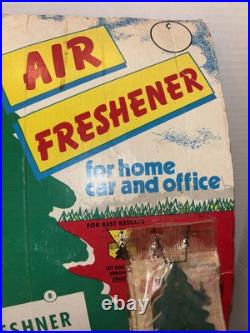 AIR
FRESHENER
for home
car and office
FOR BEST RESULTS:
R
ESHNER